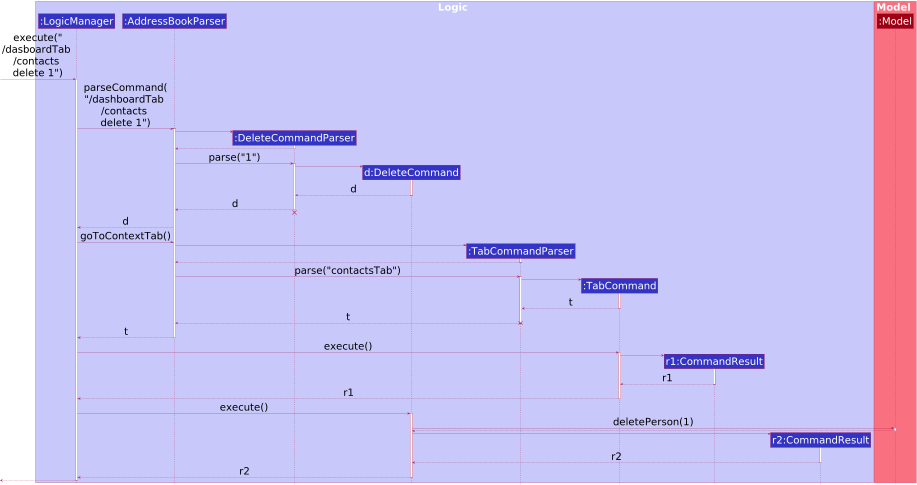 Logic
Model
:LogicManager
:AddressBookParser
:Model
execute("
/dasboardTab
/contacts
delete 1")
parseCommand(
"/dashboardTab
/contacts
delete 1")
:DeleteCommandParser
parse("1")
d:DeleteCommand
d
d
d
goToContextTab()
:TabCommandParser
parse("contactsTab")
:TabCommand
t
t
t
execute()
r1:CommandResult
r1
r1
execute()
deletePerson(1)
r2:CommandResult
r2
r2